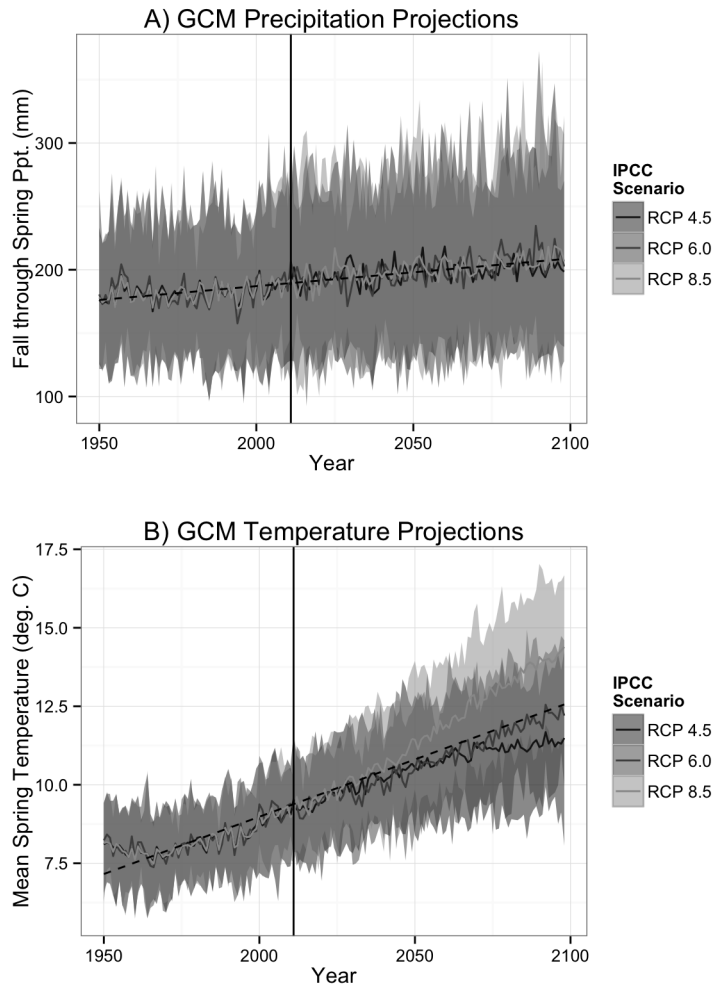 A) GCM Precipitation Projections
Fall through Spring Ppt. (mm)
300
200
100
1950
2000
2050
2100
Year
IPCC
Scenario
RCP 4.5
RCP 6.0
RCP 8.5
B) GCM Temperature Projections
Mean Spring Temperature (deg. C)
17.5
15.0
12.5
10.0
7.5
1950
2000
2050
2100
Year
IPCC
Scenario
RCP 4.5
RCP 6.0
RCP 8.5